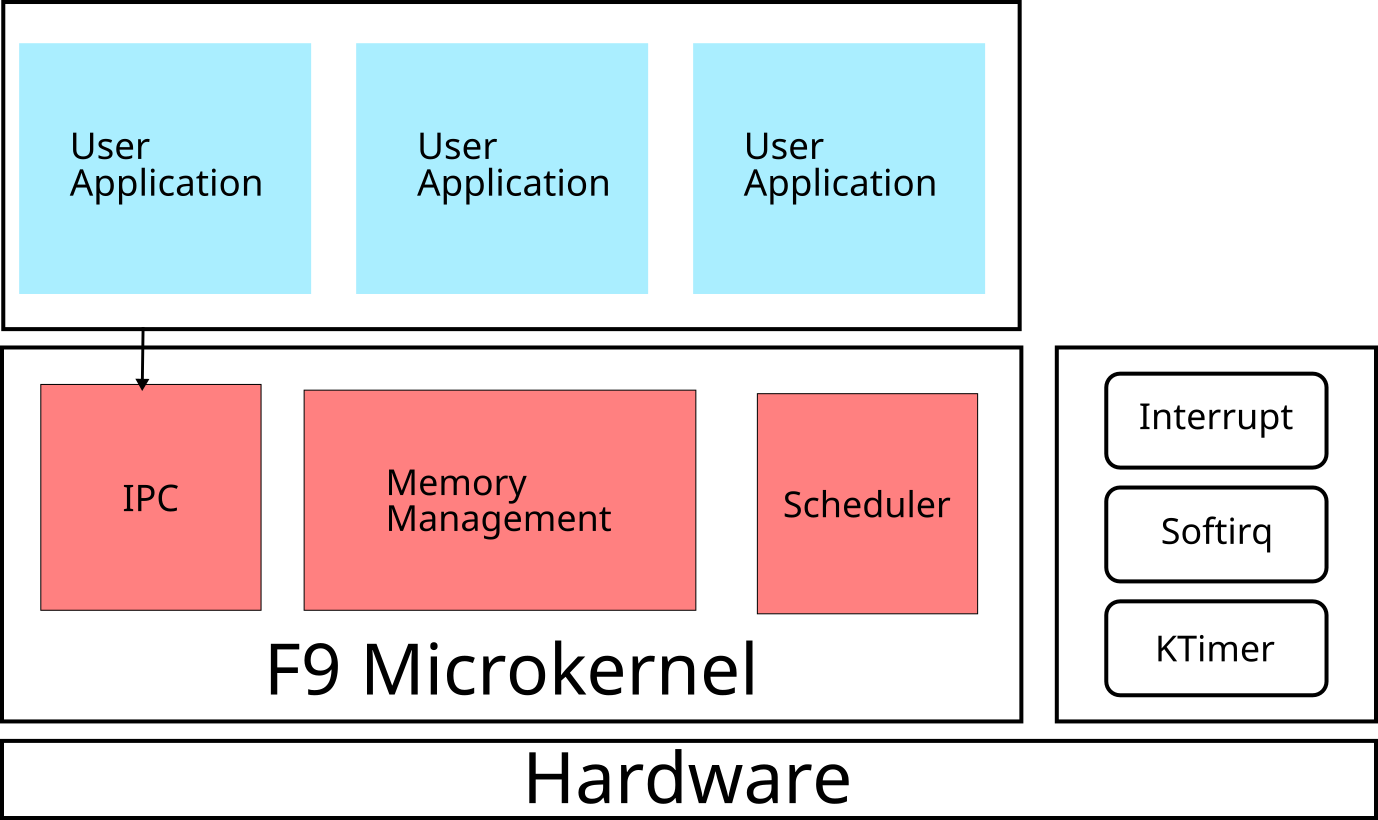 User
Application
User
Application
User
Application
IPC
Memory
Management
Scheduler
F9 Microkernel
Interrupt
Softirq
KTimer
Hardware